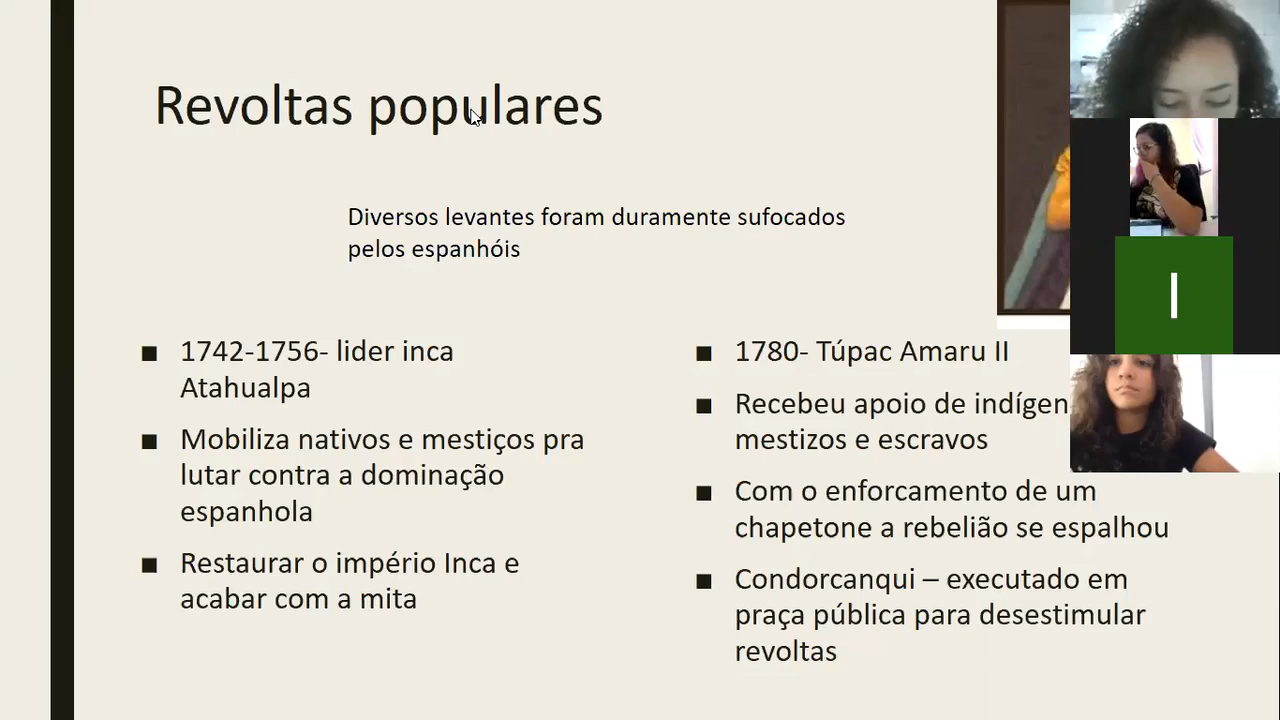 Revoltas populares
Diversos levantes foram duramente sufocados
pelos espanhóis
1742-1756- lider inca
Atahualpa
Mobiliza nativos e mestiços pra
lutar contra a dominação
espanhola
Restaurar o império Inca e
acabar com a mita
1780- Túpac Amaru II
Recebeu apoio de
mestizos e escravos
Com o enforcamento de um
chapetone a rebelião se espalhou
Condorcanqui – executado em
praça pública para desestimular
revoltas
I